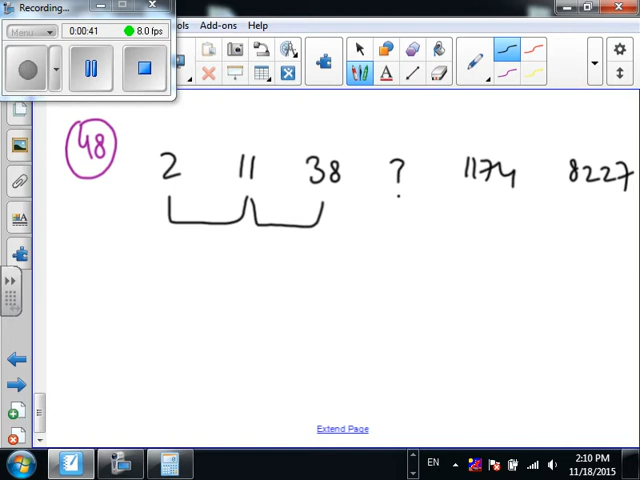 Recording...
Menu 0:00:41 8.0 fps
ols Add-ons Help
48 2 11 38 ? 1174 8227
Extend Page
EN 2:10 PM
11/18/2015